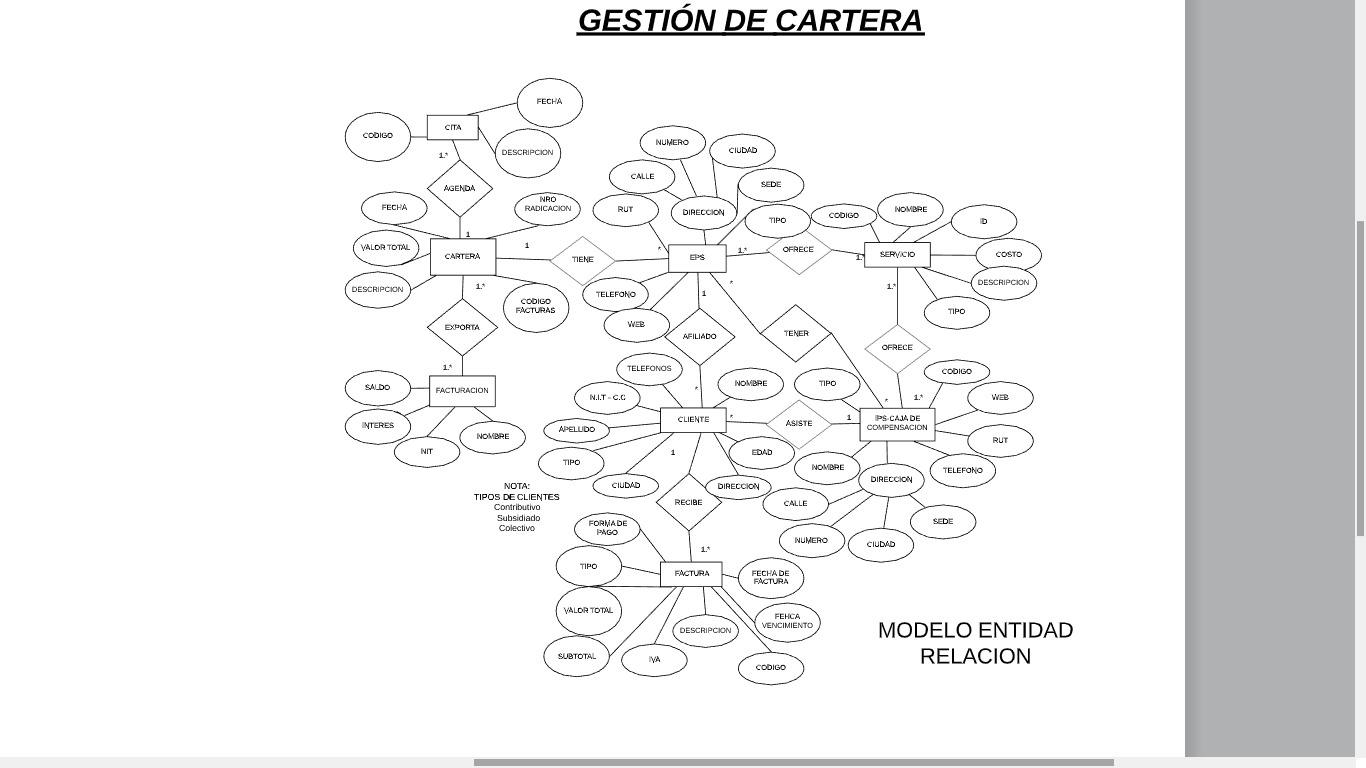 GESTIÓN DE CARTERA
FECHA
CITA
CODIGO
DESCRIPCION
1.*
AGENDA
FECHA
NRO
RADICACION
1
VALOR TOTAL
CARTERA
1
TIENE
*
DESCRIPCION
1.*
CODIGO
FACTURAS
EXPORTA
1.*
SALDO
FACTURACION
INTERES
NOMBRE
NIT
NUMERO
CIUDAD
CALLE
SEDE
RUT
DIRECCION
TIPO
EPS
1.*
OFRECE
1.*
TELEFONO
WEB
1
*
AFILIADO
TENER
*
*
CODIGO
NOMBRE
ID
SERVICIO
COSTO
DESCRIPCION
1.*
TIPO
OFRECE
1.*
TELEFONOS
NOMBRE
TIPO
CODIGO
N.I.T - C.C
WEB
CLIENTE
*
ASISTE
1
IPS-CAJA DE
COMPENSACION
APELLIDO
RUT
TIPO
1
EDAD
NOMBRE
TELEFONO
CIUDAD
DIRECCION
DIRECCION
CALLE
SEDE
NUMERO
CIUDAD
NOTA:
TIPOS DE CLIENTES
Contributivo
Subsidiado
Colectivo
RECIBE
1.*
FORMA DE
PAGO
TIPO
FACTURA
FECHA DE
FACTURA
VALOR TOTAL
DESCRIPCION
FEHCA
VENCIMIENTO
SUBTOTAL
IVA
CODIGO
MODELO ENTIDAD
RELACION